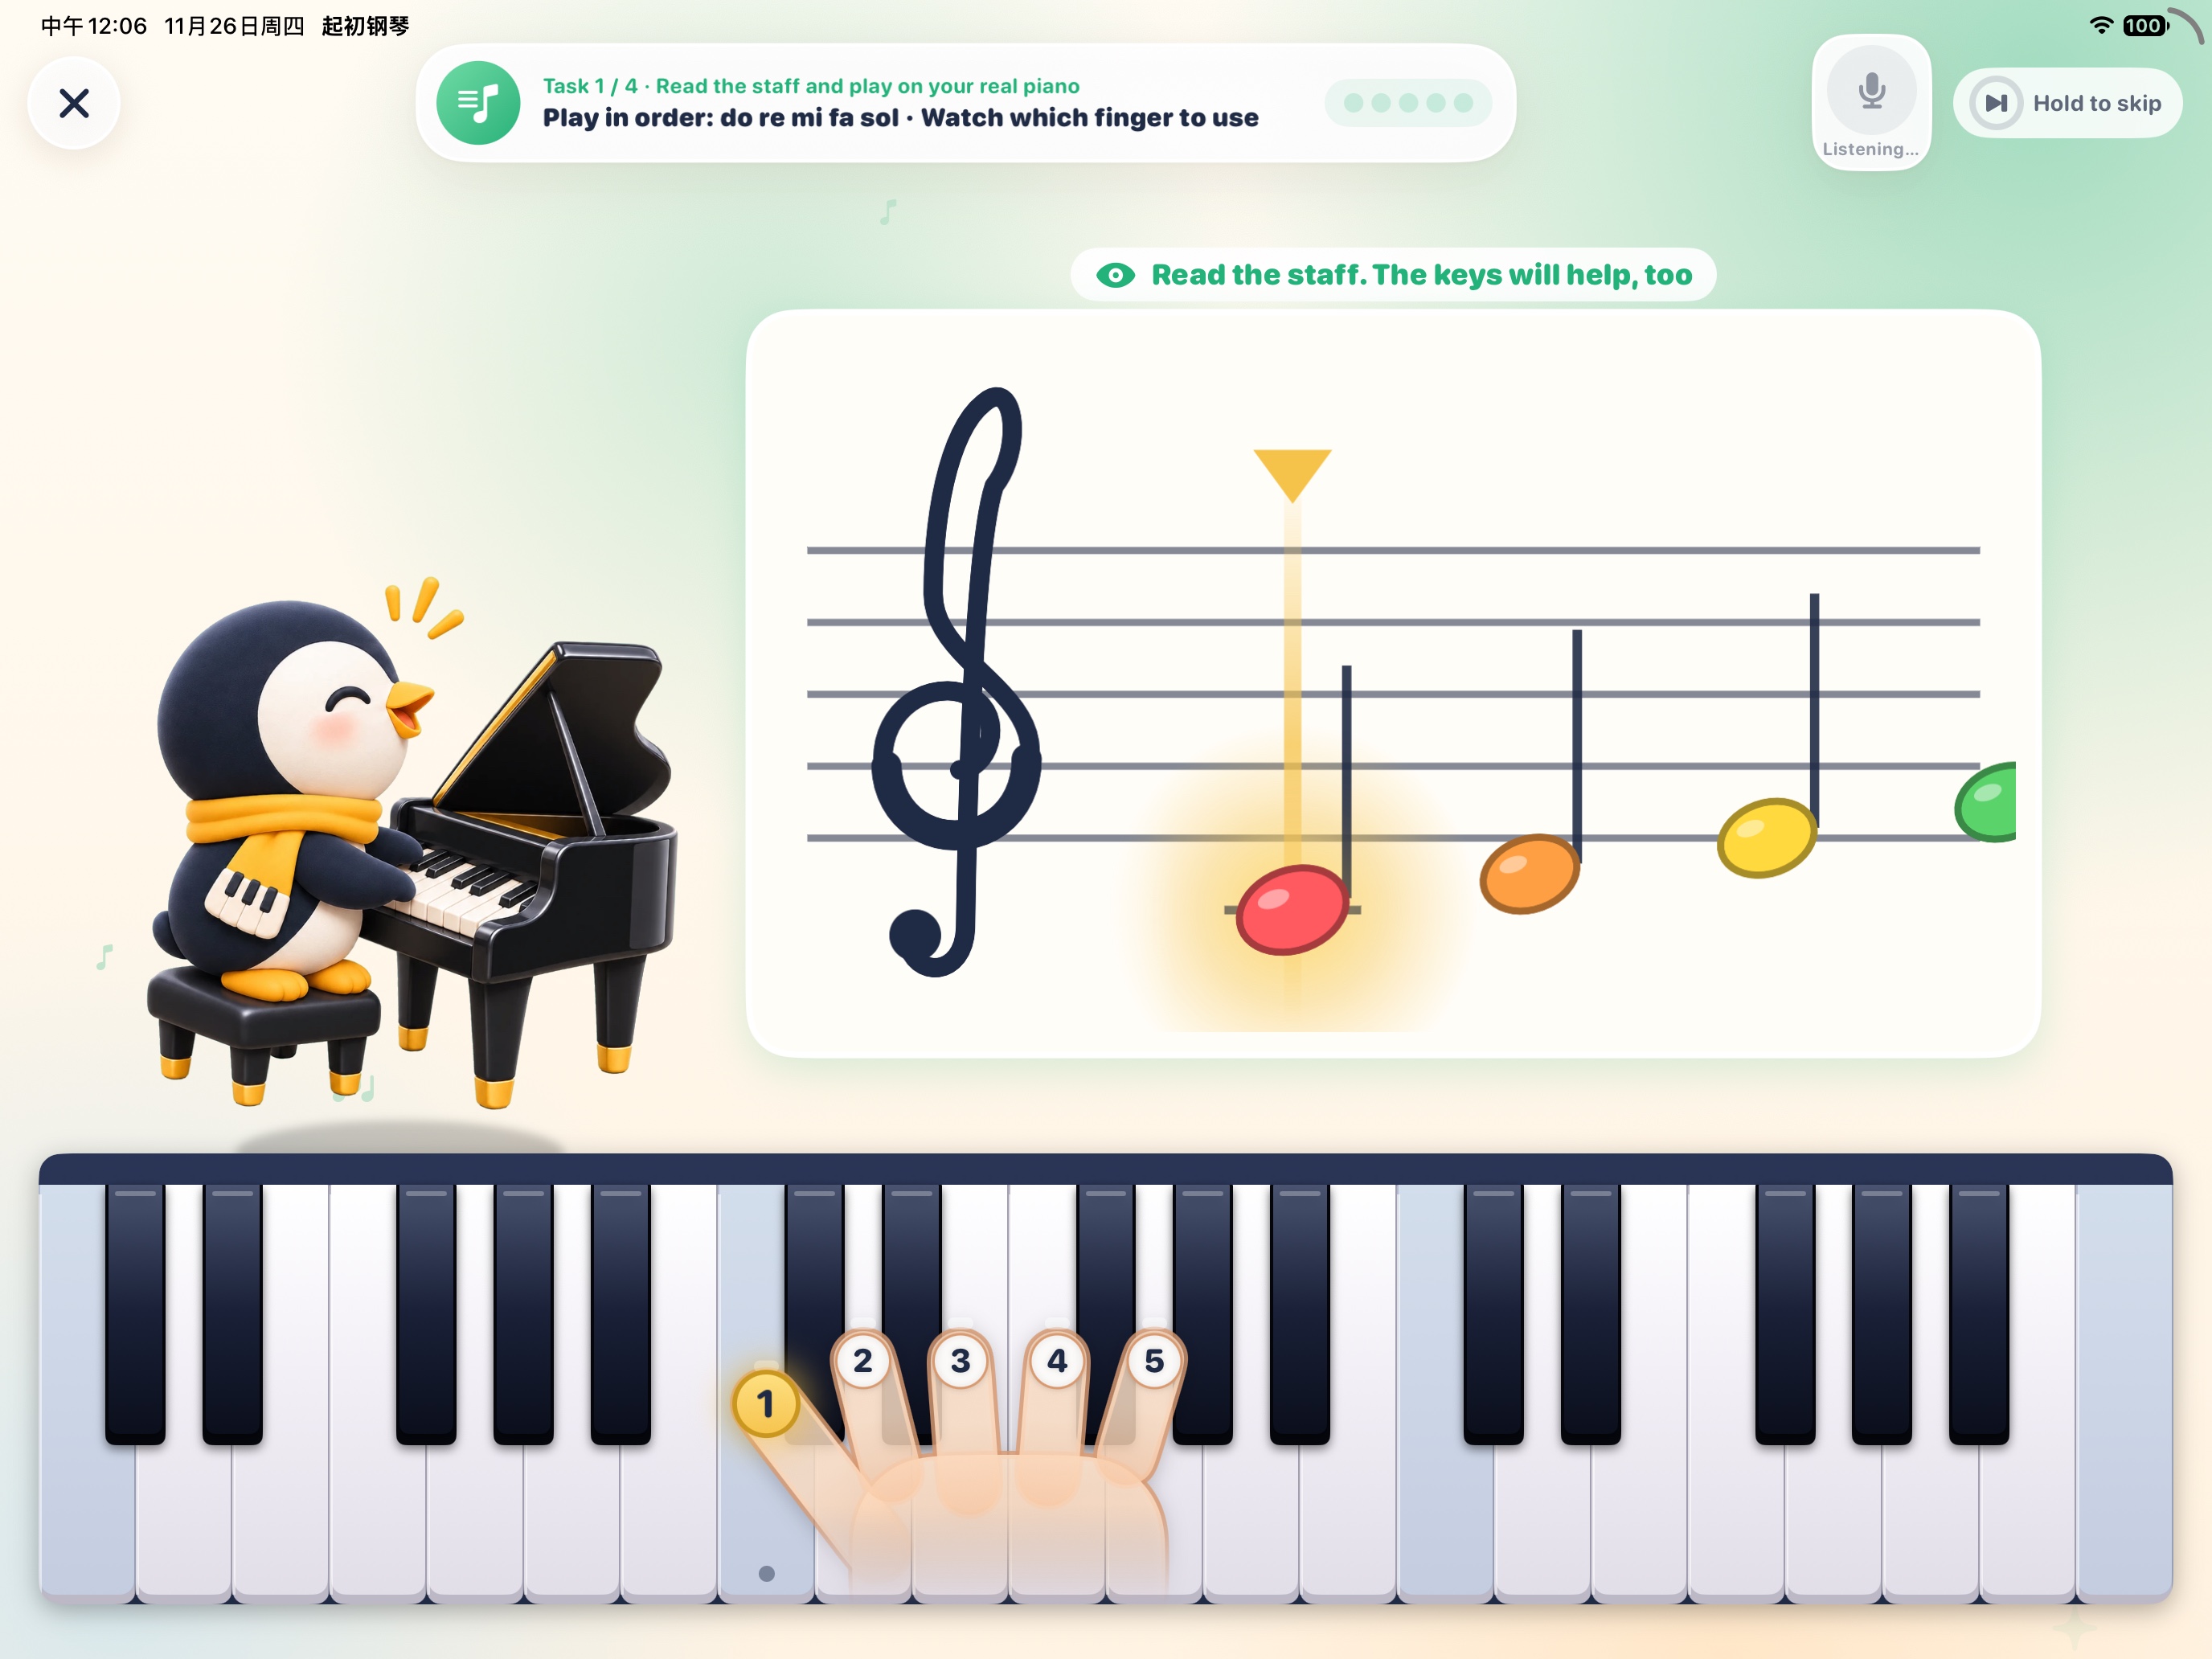 中午12:06 11月26日周四 起初钢琴
100
Task 1 / 4 · Read the staff and play on your real piano
Play in order: do re mi fa sol · Watch which finger to use
Listening...
Hold to skip
Read the staff. The keys will help, too
1
2
3
4
5